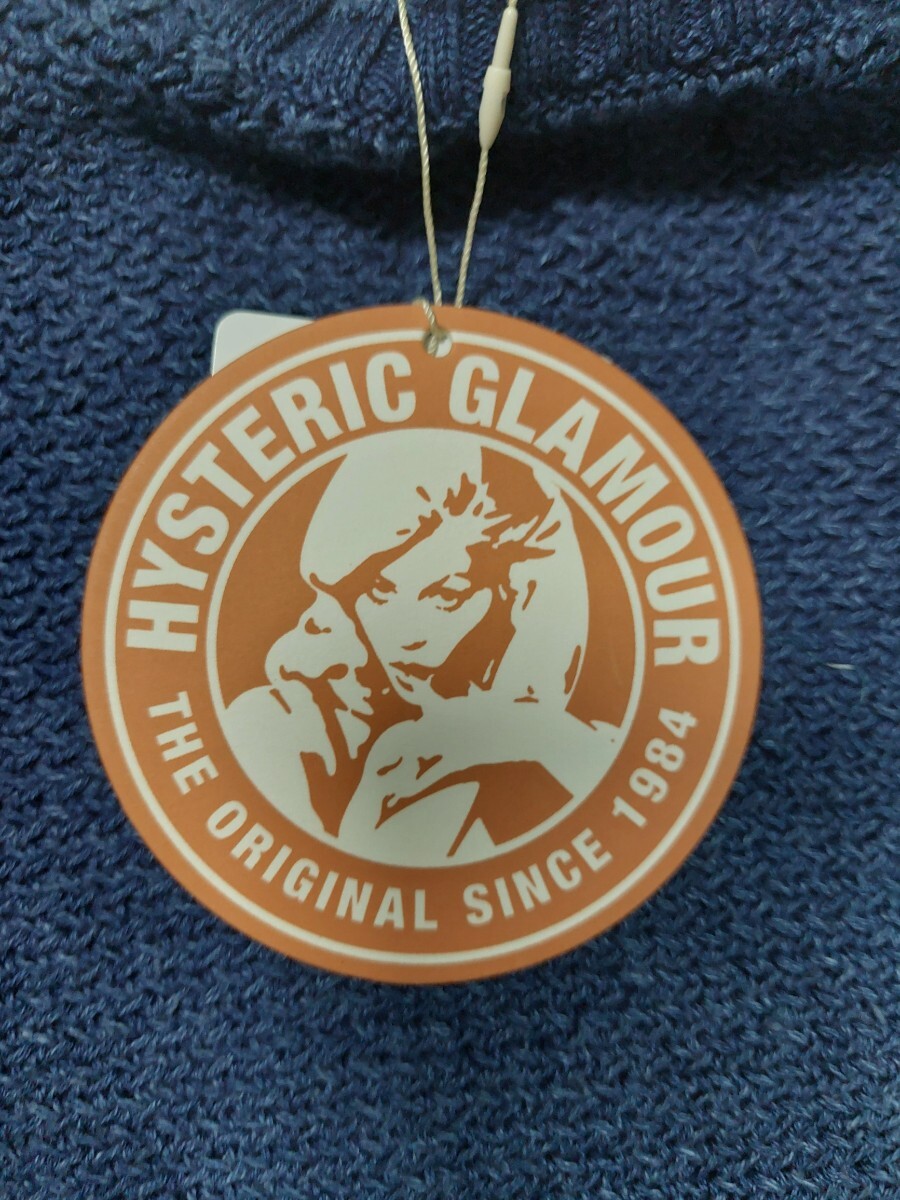 HYSTERIC GLAMOUR
THE ORIGINAL SINCE 1984